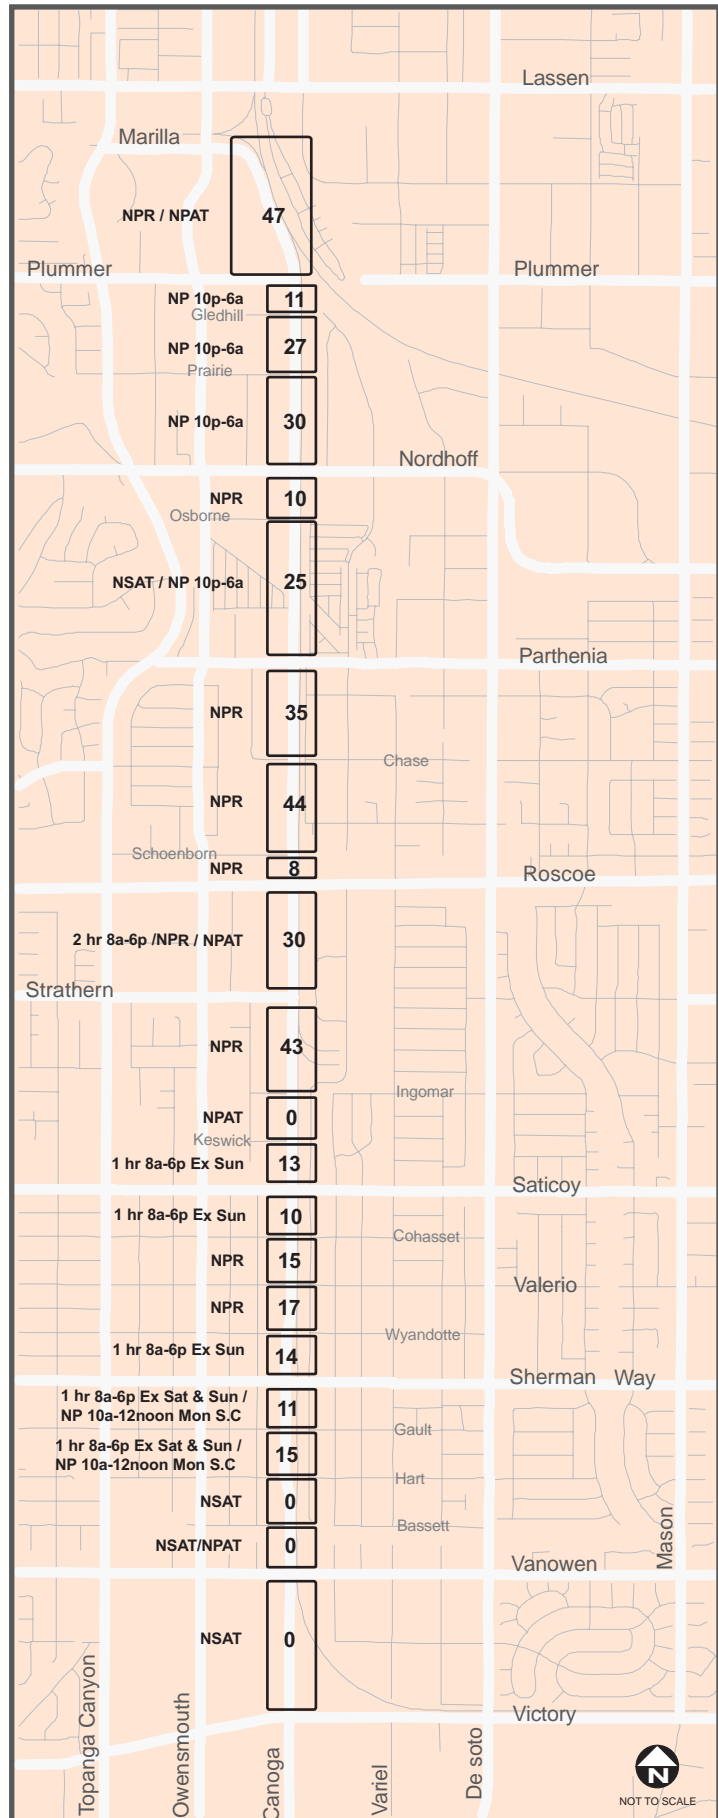 Lassen
Marilla
NPR / NPAT
47
Plummer
Plummer
NP 10p-6a
11
Gledhill
NP 10p-6a
27
Prairie
NP 10p-6a
30
Nordhoff
NPR
10
Osborne
NSAT / NP 10p-6a
25
Parthenia
NPR
35
Chase
NPR
44
Schoenborn
NPR
8
Roscoe
2 hr 8a-6p /NPR / NPAT
30
Strathern
NPR
43
Ingomar
NPAT
0
Keswick
1 hr 8a-6p Ex Sun
13
Saticoy
1 hr 8a-6p Ex Sun
10
Cohasset
NPR
15
Valerio
NPR
17
Wyandotte
1 hr 8a-6p Ex Sun
14
Sherman Way
1 hr 8a-6p Ex Sat & Sun /
NP 10a-12noon Mon S.C
11
Gault
1 hr 8a-6p Ex Sat & Sun /
NP 10a-12noon Mon S.C
15
Hart
NSAT
0
Bassett
NSAT/NPAT
0
Vanowen
Mason
NSAT
0
Victory
Topanga Canyon
Owensmouth
Canoga
Variel
De soto
N
NOT TO SCALE